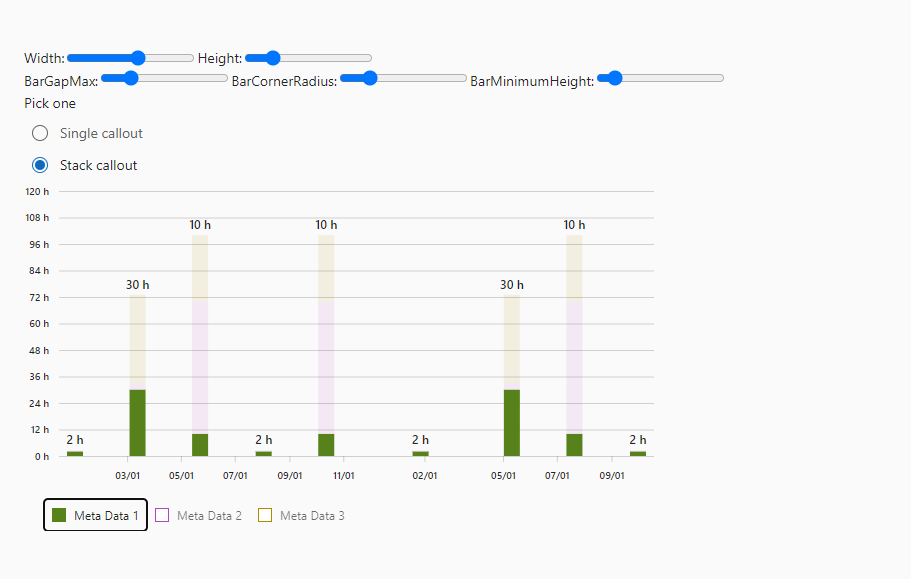 Width: Height:
BarGapMax: BarCornerRadius: BarMinimumHeight:
Pick one
Single callout
Stack callout
120 h
108 h
10 h 10 h 10 h
96 h
84 h
30 h 30 h
72 h
60 h
48 h
36 h
24 h
12 h
2 h 2 h 2 h 2 h
0 h
03/01 05/01 07/01 09/01 11/01 02/01 05/01 07/01 09/01
Meta Data 1 Meta Data 2 Meta Data 3